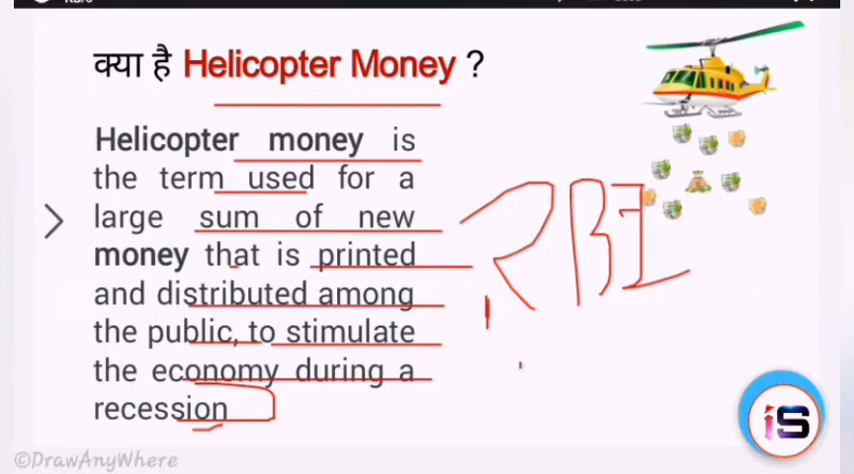 क्या है Helicopter Money ?
Helicopter money is
the term used for a
large sum of new
money that is printed
and distributed among
the public, to stimulate
the economy during a
recession
RBI
iS
©DrawAnyWhere